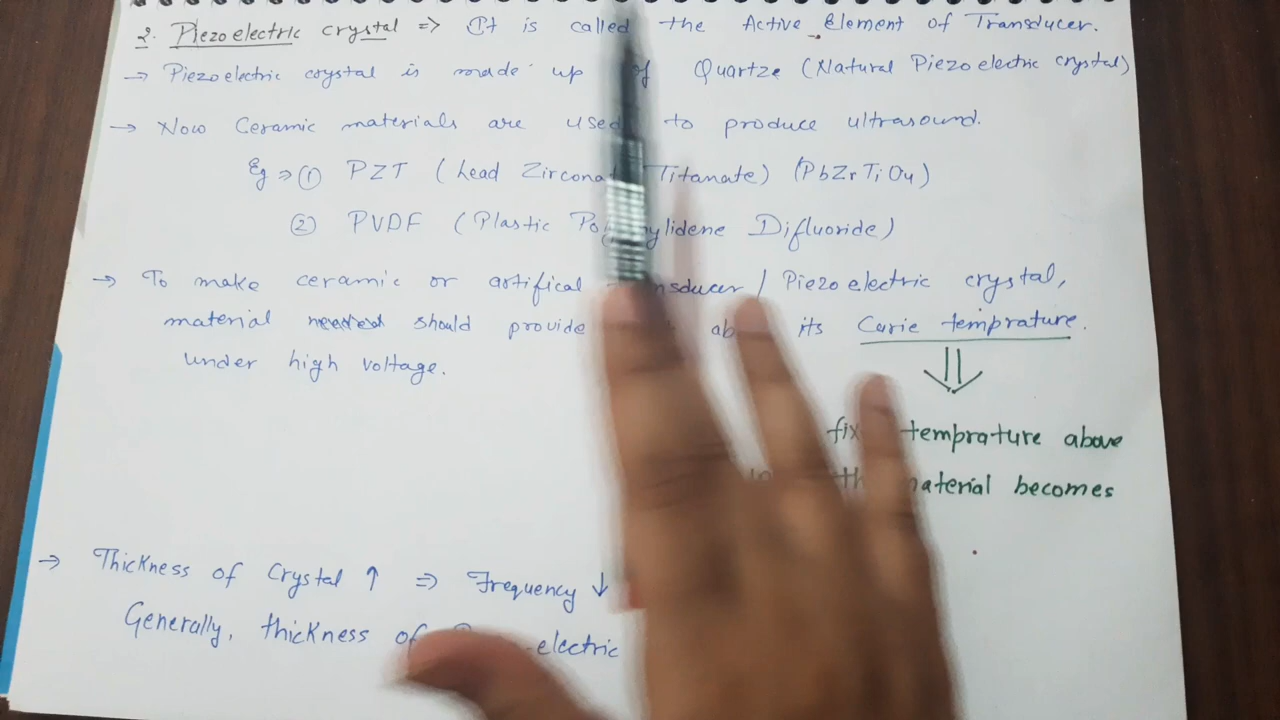 2. Piezoelectric crystal ⇒ It is called the Active Element of Transducer.
→ Piezoelectric crystal is made up of Quartze (Natural Piezoelectric crystal)
→ Now Ceramic materials are used to produce ultrasound.
Eg ⇒ ① PZT (Lead Titanate) (PbZrTiO4)
② PVDF (Plastic Difluoride)
→ To make ceramic or artifical / Piezoelectric crystal,
material should provide its Curie temprature.
under high voltage.
⇓
temprature above
material becomes
→ Thickness of Crystal ↑ ⇒ Frequency ↓
Generally, thickness of electric